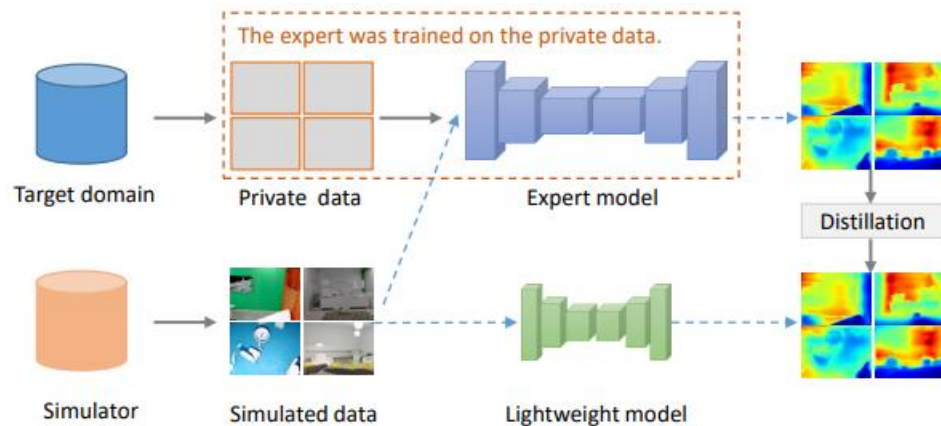 The expert was trained on the private data.
Target domain
Private data
Expert model
Distillation
Simulator
Simulated data
Lightweight model